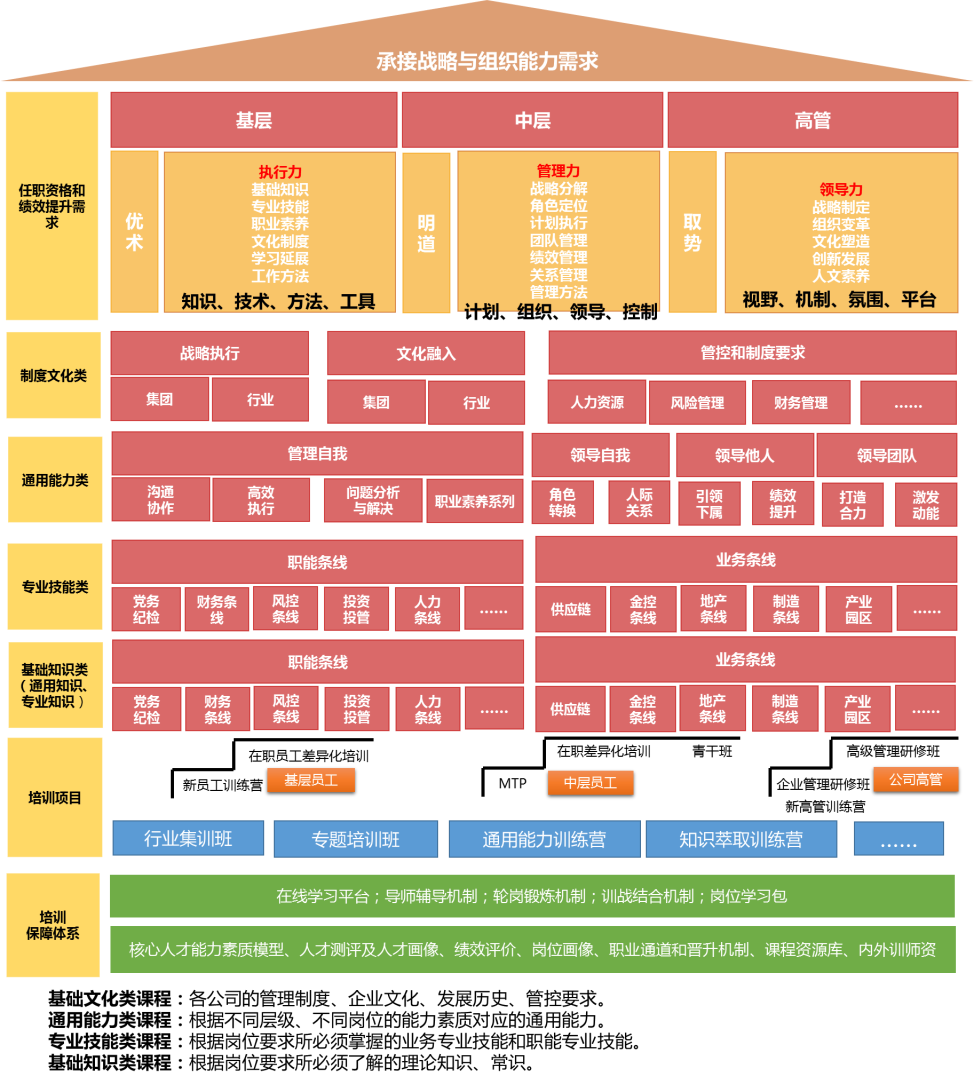 承接战略与组织能力需求
基层
中层
高管
任职资格和
绩效提升需
求
优
术
执行力
基础知识
专业技能
职业素养
文化制度
学习延展
工作方法
知识、技术、方法、工具
明
道
管理力
战略分解
角色定位
计划执行
团队管理
绩效管理
关系管理
管理方法
计划、组织、领导、控制
取
势
领导力
战略制定
组织变革
文化塑造
创新发展
人文素养
视野、机制、氛围、平台
制度文化类
战略执行
文化融入
管控和制度要求
集团
行业
集团
行业
人力资源
风险管理
财务管理
……
通用能力类
管理自我
领导自我
领导他人
领导团队
沟通
协作
高效
执行
问题分析
与解决
职业素养系列
角色
转换
人际
关系
引领
下属
绩效
提升
打造
合力
激发
动能
专业技能类
职能条线
业务条线
党务
纪检
财务条
线
风控
条线
投资
投管
人力
条线
……
供应链
金控
条线
地产
条线
制造
条线
产业
园区
……
基础知识类
（通用知识、
专业知识）
职能条线
业务条线
党务
纪检
财务
条线
风控
条线
投资
投管
人力
条线
……
供应链
金控
条线
地产
条线
制造
条线
产业
园区
……
培训项目
在职员工差异化培训
新员工训练营
基层员工
在职差异化培训
青干班
MTP
中层员工
高级管理研修班
企业管理研修班
公司高管
新高管训练营
行业集训班
专题培训班
通用能力训练营
知识萃取训练营
……
培训
保障体系
在线学习平台；导师辅导机制；轮岗锻炼机制；训战结合机制；岗位学习包
核心人才能力素质模型、人才测评及人才画像、绩效评价、岗位画像、职业通道和晋升机制、课程资源库、内外训师资
基础文化类课程：各公司的管理制度、企业文化、发展历史、管控要求。
通用能力类课程：根据不同层级、不同岗位的能力素质对应的通用能力。
专业技能类课程：根据岗位要求所必须掌握的业务专业技能和职能专业技能。
基础知识类课程：根据岗位要求所必须了解的理论知识、常识。